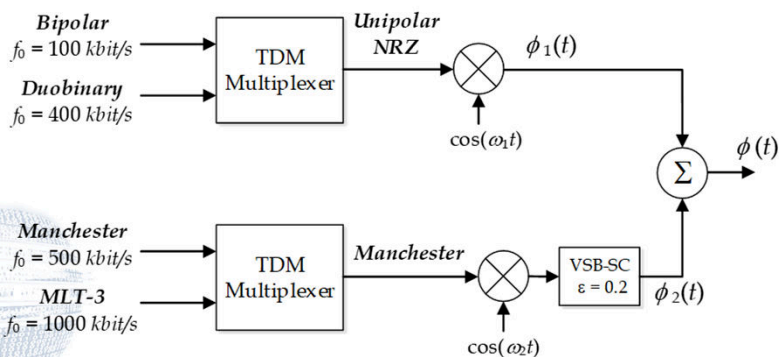 Bipolar
f₀ = 100 kbit/s
Duobinary
f₀ = 400 kbit/s
TDM
Multiplexer
Unipolar
NRZ
cos(ω₁t)
ϕ₁(t)
Σ
ϕ(t)
Manchester
f₀ = 500 kbit/s
MLT-3
f₀ = 1000 kbit/s
TDM
Multiplexer
Manchester
cos(ω₂t)
VSB-SC
ε = 0.2
ϕ₂(t)